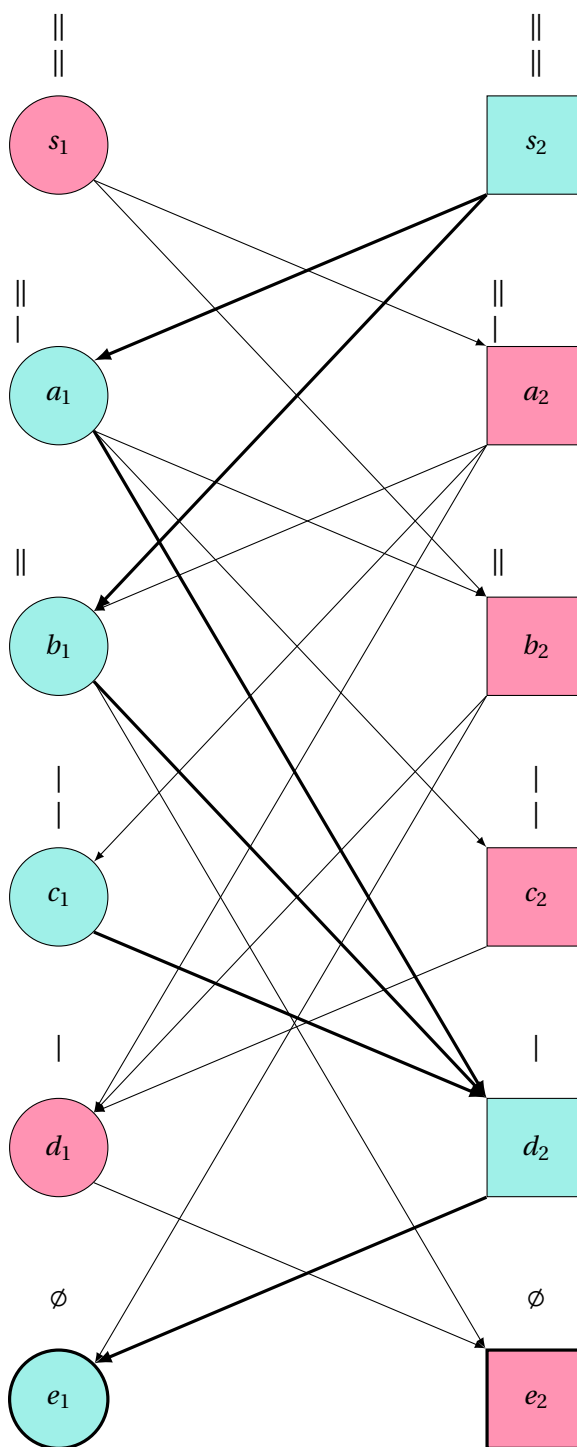 || ||
|| ||
s1 s2
|| ||
| |
a1 a2
|| ||
b1 b2
| |
| |
c1 c2
| |
d1 d2
∅ ∅
e1 e2